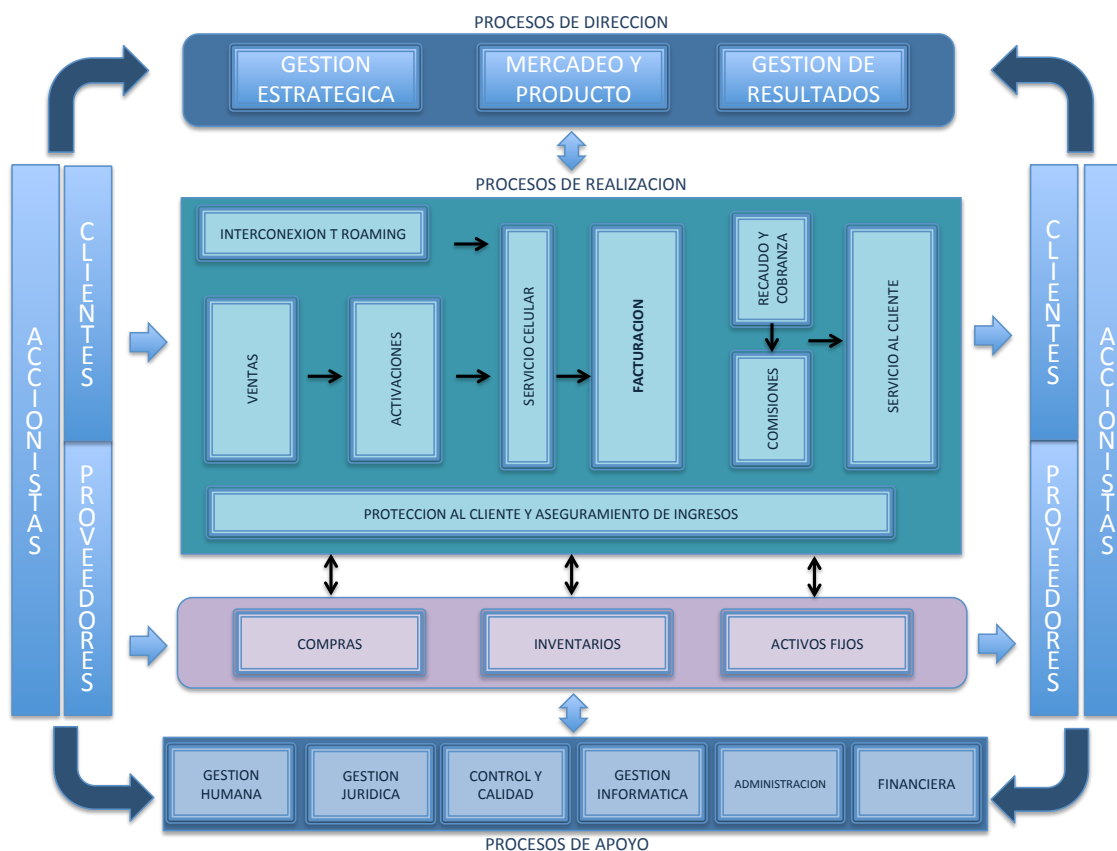 PROCESOS DE DIRECCION
GESTION
ESTRATEGICA
MERCADEO Y
PRODUCTO
GESTION DE
RESULTADOS
PROCESOS DE REALIZACION
ACCIONISTAS
CLIENTES
PROVEEDORES
INTERCONEXION T ROAMING
VENTAS
ACTIVACIONES
SERVICIO CELULAR
FACTURACION
RECAUDO Y
COBRANZA
COMISIONES
SERVICIO AL CLIENTE
PROTECCION AL CLIENTE Y ASEGURAMIENTO DE INGRESOS
CLIENTES
PROVEEDORES
ACCIONISTAS
COMPRAS
INVENTARIOS
ACTIVOS FIJOS
GESTION
HUMANA
GESTION
JURIDICA
CONTROL Y
CALIDAD
GESTION
INFORMATICA
ADMINISTRACION
FINANCIERA
PROCESOS DE APOYO